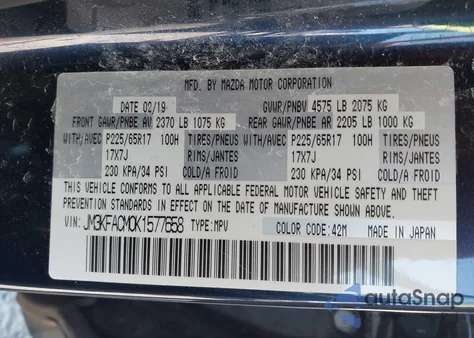 MFD. BY MAZDA MOTOR CORPORATION
DATE 02/19 GVWR/PNBV 4575 LB 2075 KG
FRONT GAWR/PNBE AV 2370 LB 1075 KG REAR GAWR/PNBE AR 2205 LB 1000 KG
WITH/AVEC P225/65R17 100H TIRES/PNEUS WITH/AVEC P225/65R17 100H TIRES/PNEUS
17X7J RIMS/JANTES 17X7J RIMS/JANTES
230 KPA/34 PSI COLD/A FROID 230 KPA/34 PSI COLD/A FROID
THIS VEHICLE CONFORMS TO ALL APPLICABLE FEDERAL MOTOR VEHICLE SAFETY AND THEFT
PREVENTION STANDARDS IN EFFECT ON THE DATE OF MANUFACTURE SHOWN ABOVE.
VIN: JM3KFACM0K1577658 TYPE:MPV COLOR CODE:42M MADE IN JAPAN
autoSnap